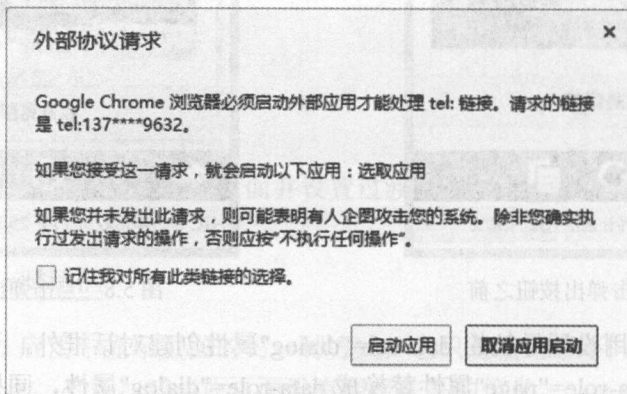 外部协议请求
×
Google Chrome 浏览器必须启动外部应用才能处理 tel: 链接。请求的链接
是 tel:137****9632。
如果您接受这一请求，就会启动以下应用：选取应用
如果您并未发出此请求，则可能表明有人企图攻击您的系统。除非您确实执
行过发出请求的操作，否则应按"不执行任何操作"。
记住我对所有此类链接的选择。
启动应用
取消应用启动